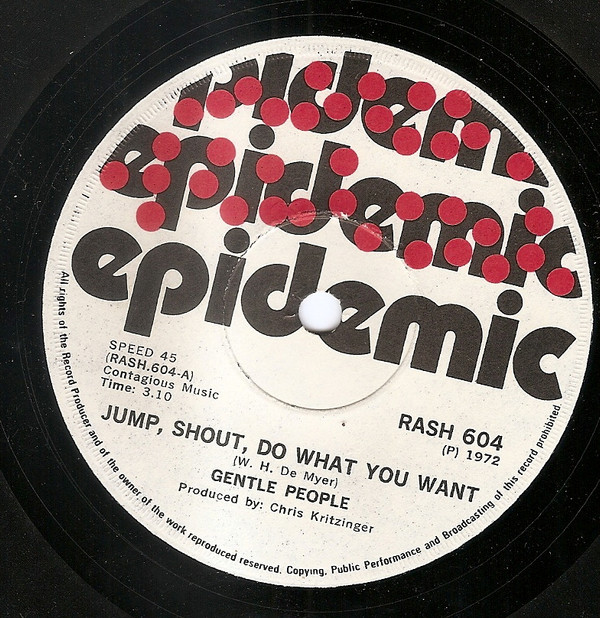 epidemic
epidemic
epidemic
SPEED 45
(RASH.604-A)
Contagious Music
Time: 3.10
RASH 604
(P) 1972
JUMP, SHOUT, DO WHAT YOU WANT
(W. H. De Myer)
GENTLE PEOPLE
Produced by: Chris Kritzinger
All rights of the Record Producer and of the owner of the work reproduced reserved. Copying, Public Performance and Broadcasting of this record prohibited.